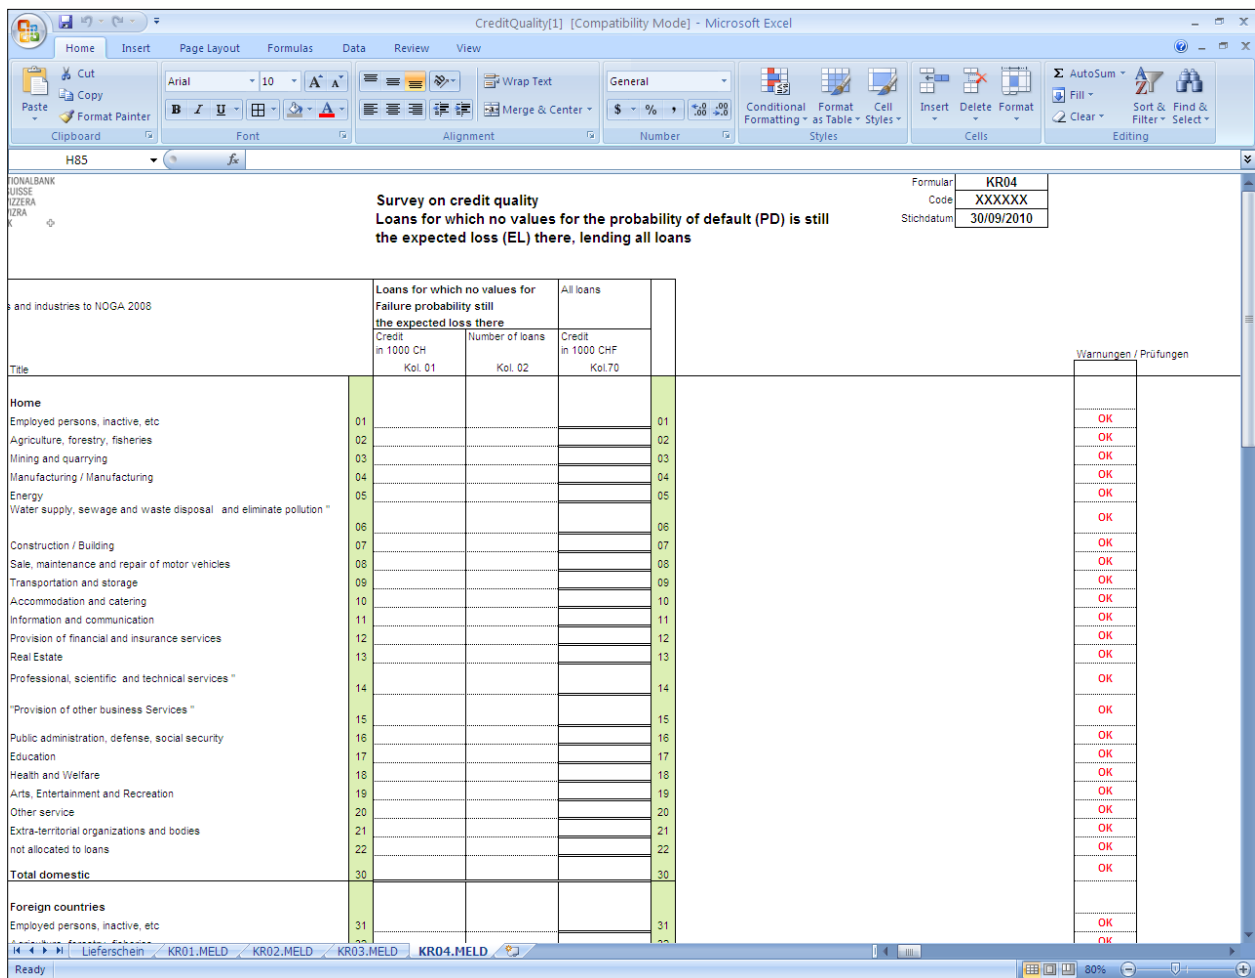 CreditQuality[1] [Compatibility Mode] - Microsoft Excel
Home Insert Page Layout Formulas Data Review View
Paste
Cut
Copy
Format Painter
Clipboard
Arial 10
B I U
Font
Wrap Text
Merge & Center
Alignment
General
$ % ,
Number
Conditional Formatting
Format as Table
Cell Styles
Styles
Insert Delete Format
Cells
AutoSum
Fill
Clear
Sort & Filter
Find & Select
Editing
H85 fx
TIONALBANK
SUISSE
IZZERA
IZRA
K
Survey on credit quality
Loans for which no values for the probability of default (PD) is still
the expected loss (EL) there, lending all loans
Formular KR04
Code XXXXXX
Stichdatum 30/09/2010
s and industries to NOGA 2008
Loans for which no values for
Failure probability still
the expected loss there
All loans
Credit
in 1000 CH
Number of loans
Credit
in 1000 CHF
Warnungen / Prüfungen
Title Kol. 01 Kol. 02 Kol.70
Home
Employed persons, inactive, etc 01 01 OK
Agriculture, forestry, fisheries 02 02 OK
Mining and quarrying 03 03 OK
Manufacturing / Manufacturing 04 04 OK
Energy 05 05 OK
Water supply, sewage and waste disposal and eliminate pollution " 06 06 OK
Construction / Building 07 07 OK
Sale, maintenance and repair of motor vehicles 08 08 OK
Transportation and storage 09 09 OK
Accommodation and catering 10 10 OK
Information and communication 11 11 OK
Provision of financial and insurance services 12 12 OK
Real Estate 13 13 OK
Professional, scientific and technical services " 14 14 OK
"Provision of other business Services " 15 15 OK
Public administration, defense, social security 16 16 OK
Education 17 17 OK
Health and Welfare 18 18 OK
Arts, Entertainment and Recreation 19 19 OK
Other service 20 20 OK
Extra-territorial organizations and bodies 21 21 OK
not allocated to loans 22 22 OK
Total domestic 30 30 OK
Foreign countries
Employed persons, inactive, etc 31 31 OK
Lieferschein KR01.MELD KR02.MELD KR03.MELD KR04.MELD
Ready 80%